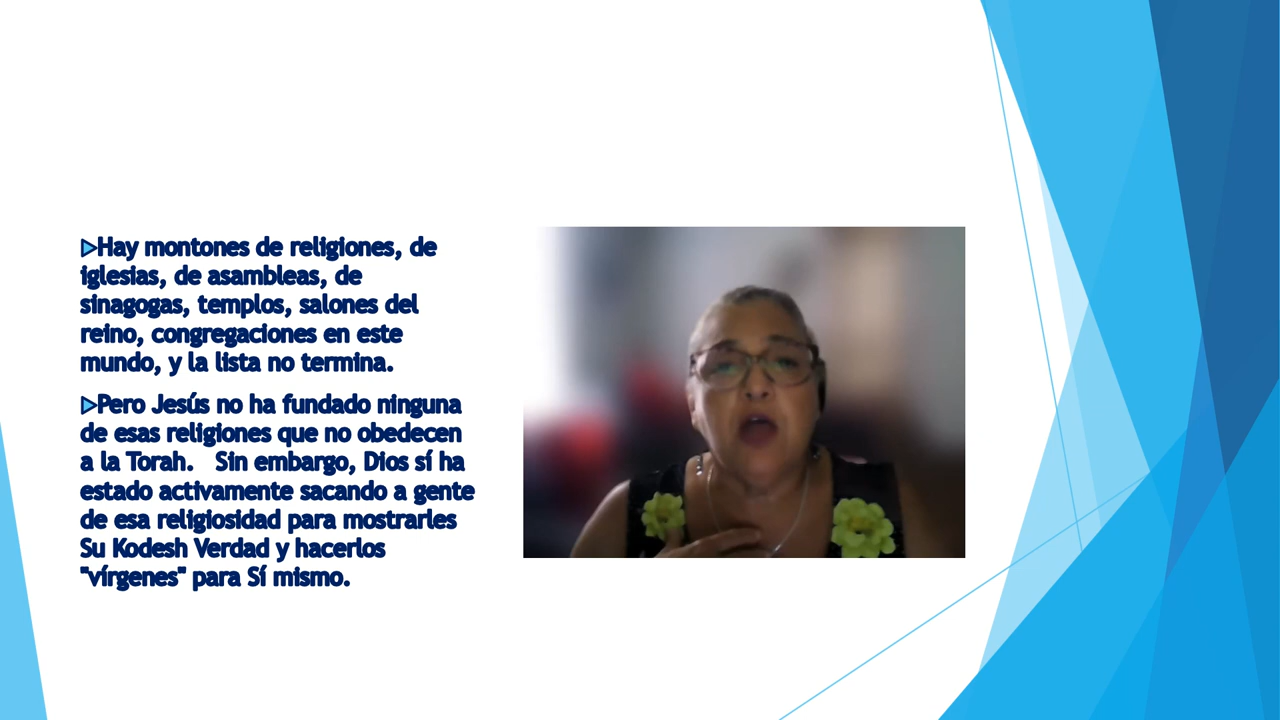 Hay montones de religiones, de
iglesias, de asambleas, de
sinagogas, templos, salones del
reino, congregaciones en este
mundo, y la lista no termina.
Pero Jesús no ha fundado ninguna
de esas religiones que no obedecen
a la Torah. Sin embargo, Dios sí ha
estado activamente sacando a gente
de esa religiosidad para mostrarles
Su Kodesh Verdad y hacerlos
"vírgenes" para Sí mismo.